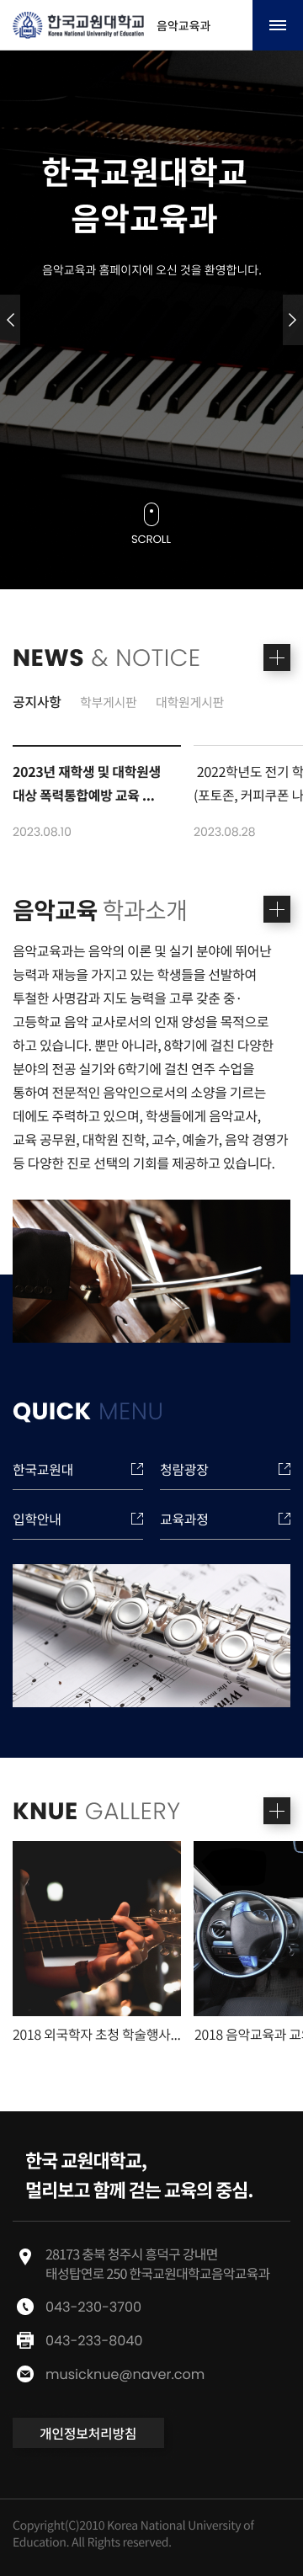 한국교원대학교 음악교육과
Korea National University of Education
한국교원대학교
음악교육과
음악교육과 홈페이지에 오신 것을 환영합니다.
SCROLL
NEWS & NOTICE
공지사항 학부게시판 대학원게시판
2023년 재학생 및 대학원생
대상 폭력통합예방 교육 ...
2023.08.10
2022학년도 전기 학
(포토존, 커피쿠폰 나
2023.08.28
음악교육 학과소개
음악교육과는 음악의 이론 및 실기 분야에 뛰어난
능력과 재능을 가지고 있는 학생들을 선발하여
투철한 사명감과 지도 능력을 고루 갖춘 중·
고등학교 음악 교사로서의 인재 양성을 목적으로
하고 있습니다. 뿐만 아니라, 8학기에 걸친 다양한
분야의 전공 실기와 6학기에 걸친 연주 수업을
통하여 전문적인 음악인으로서의 소양을 기르는
데에도 주력하고 있으며, 학생들에게 음악교사,
교육 공무원, 대학원 진학, 교수, 예술가, 음악 경영가
등 다양한 진로 선택의 기회를 제공하고 있습니다.
QUICK MENU
한국교원대 청람광장
입학안내 교육과정
KNUE GALLERY
2018 외국학자 초청 학술행사...
2018 음악교육과 교
한국 교원대학교,
멀리보고 함께 걷는 교육의 중심.
28173 충북 청주시 흥덕구 강내면
태성탑연로 250 한국교원대학교음악교육과
043-230-3700
043-233-8040
musicknue@naver.com
개인정보처리방침
Copyright(C)2010 Korea National University of
Education. All Rights reserved.